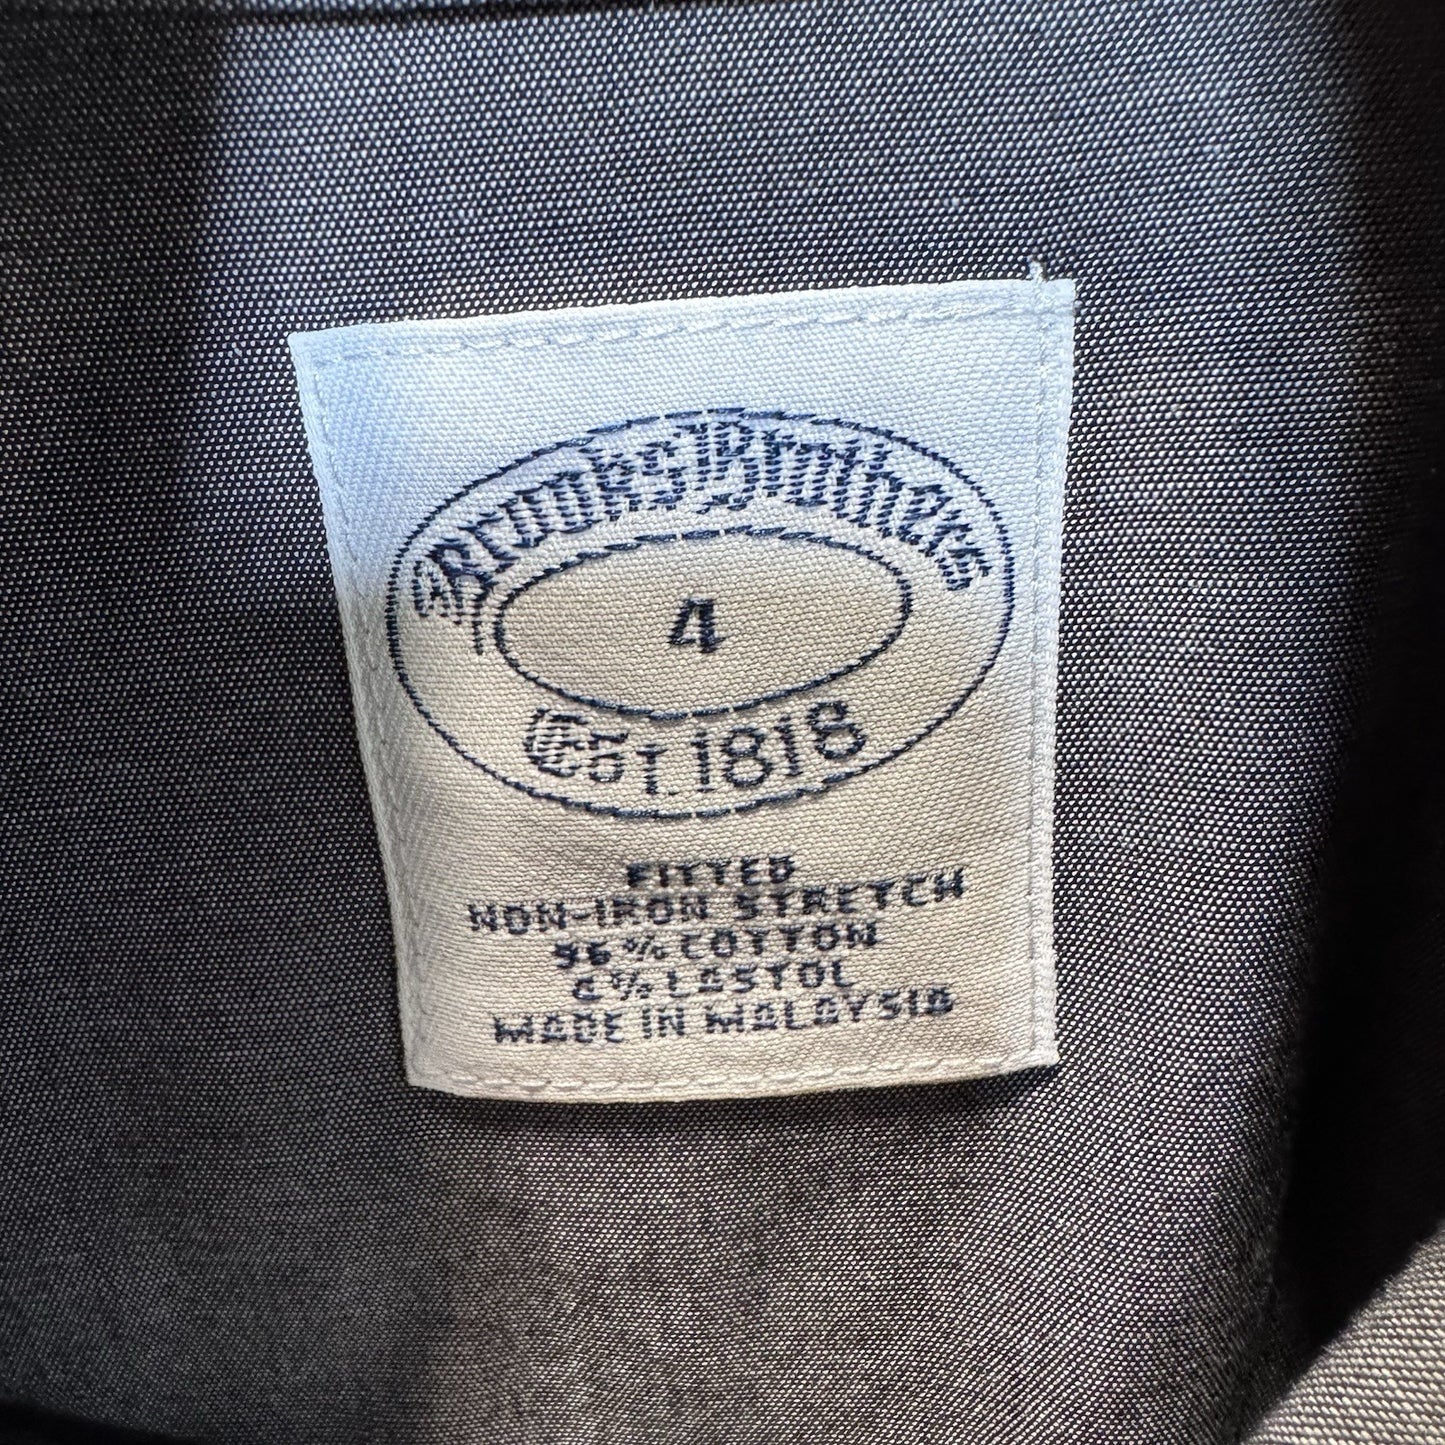 Brooks Brothers
4
Est. 1818
FITTED
NON-IRON STRETCH
96% COTTON
4% LASTOL
MADE IN MALAYSIA